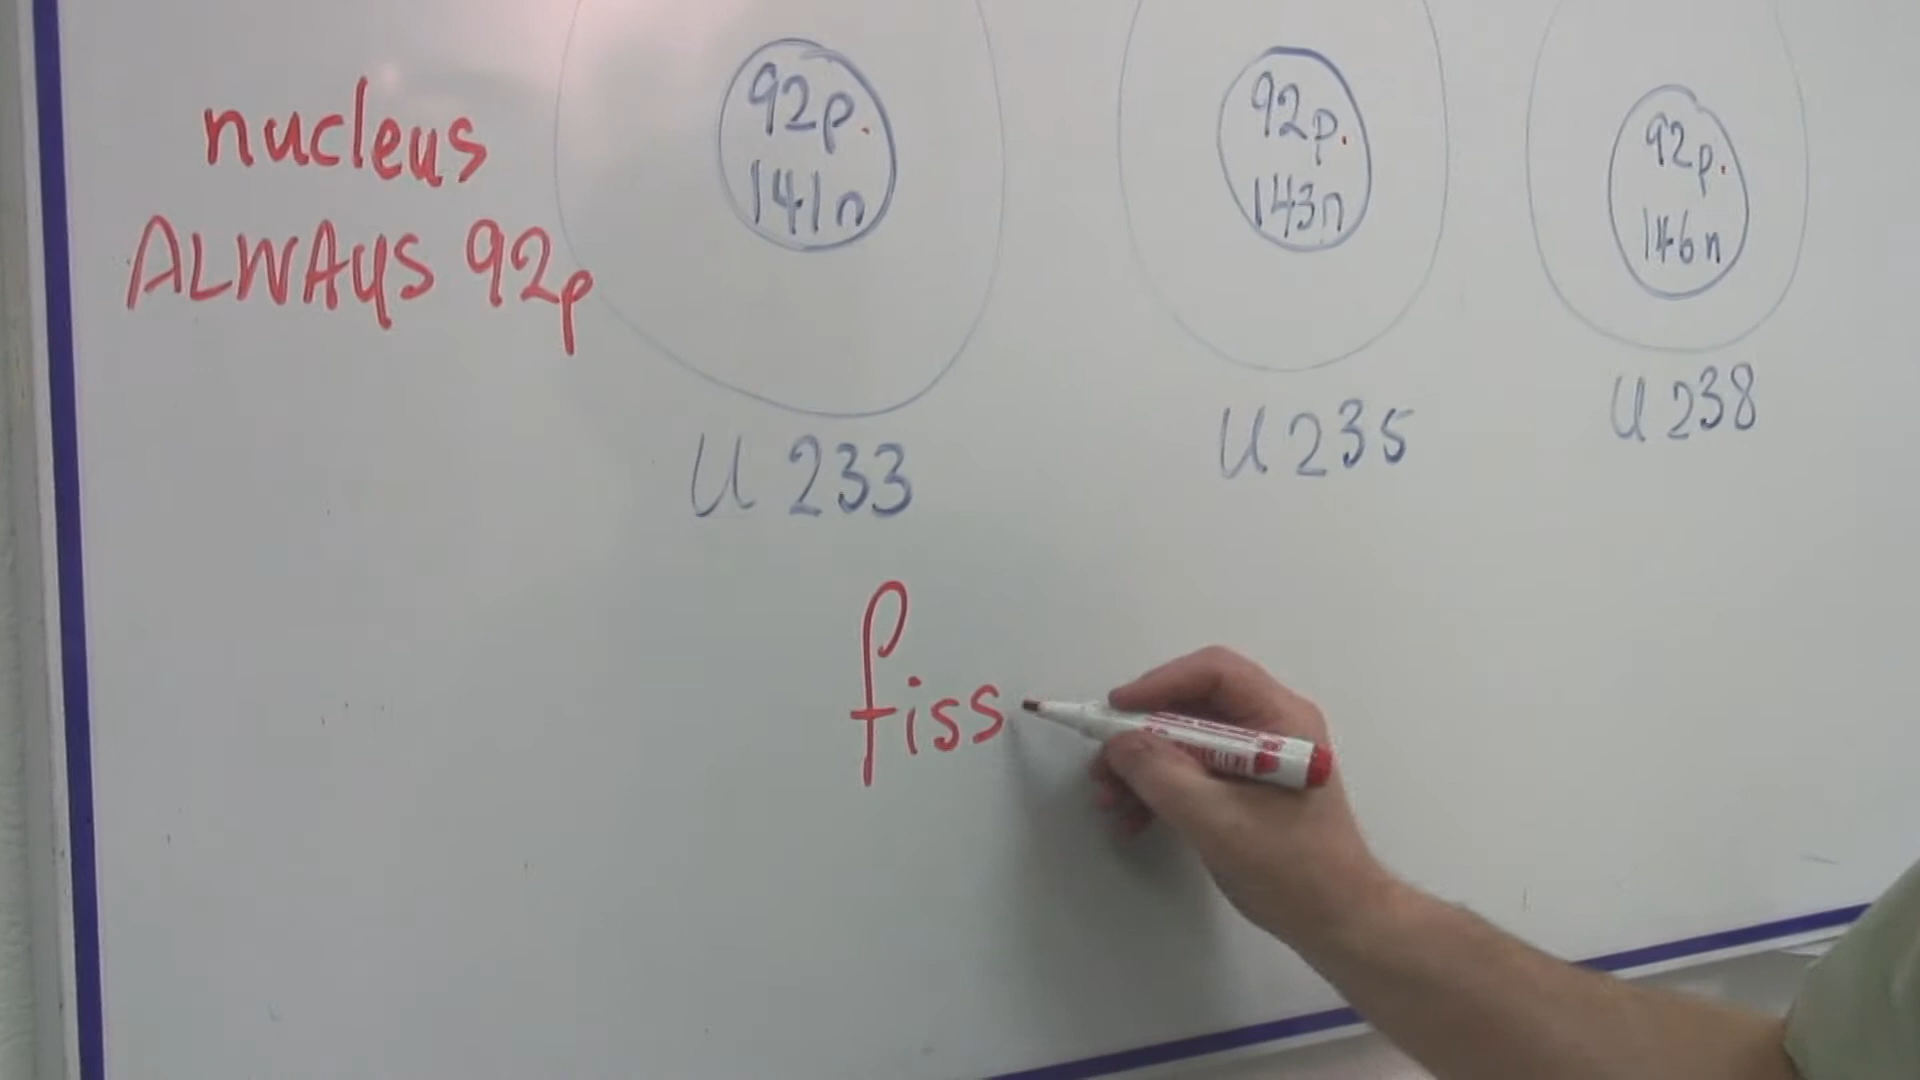 nucleus
ALWAYS 92p
92p.
141n
U 233
92p.
143n
U 235
92p.
146n
U 238
fiss